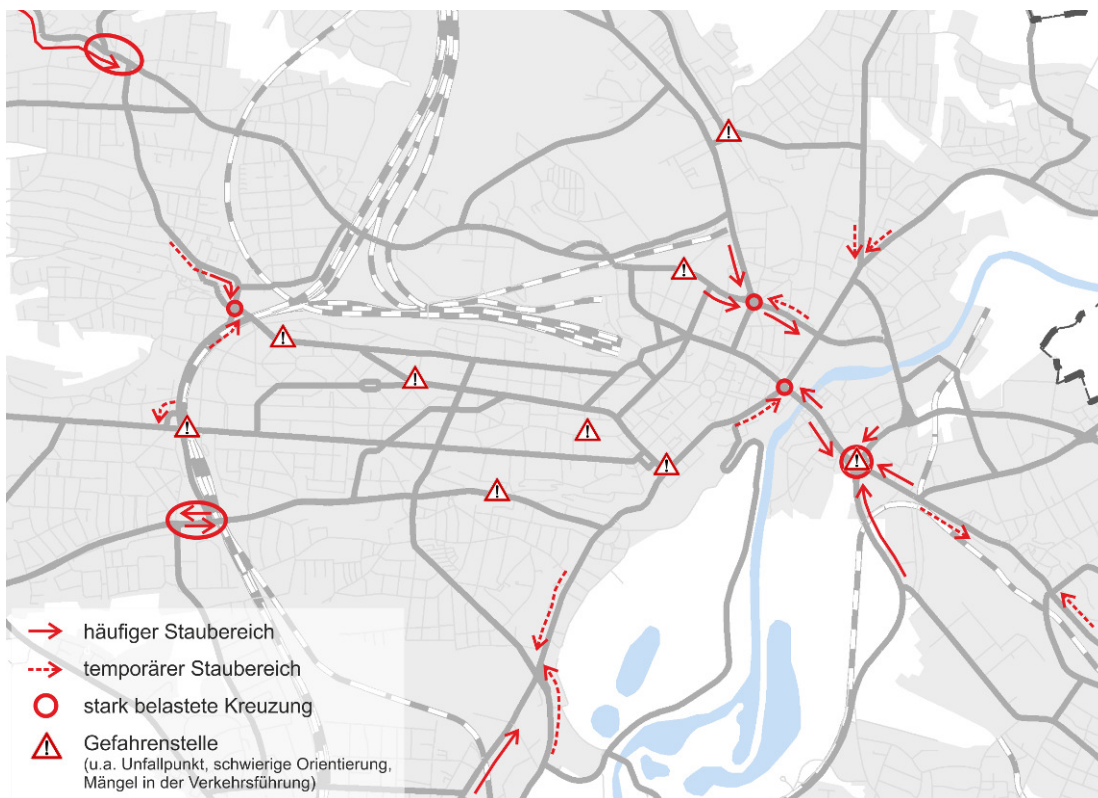 häufiger Staubereich
temporärer Staubereich
stark belastete Kreuzung
Gefahrenstelle
(u.a. Unfallpunkt, schwierige Orientierung,
Mängel in der Verkehrsführung)